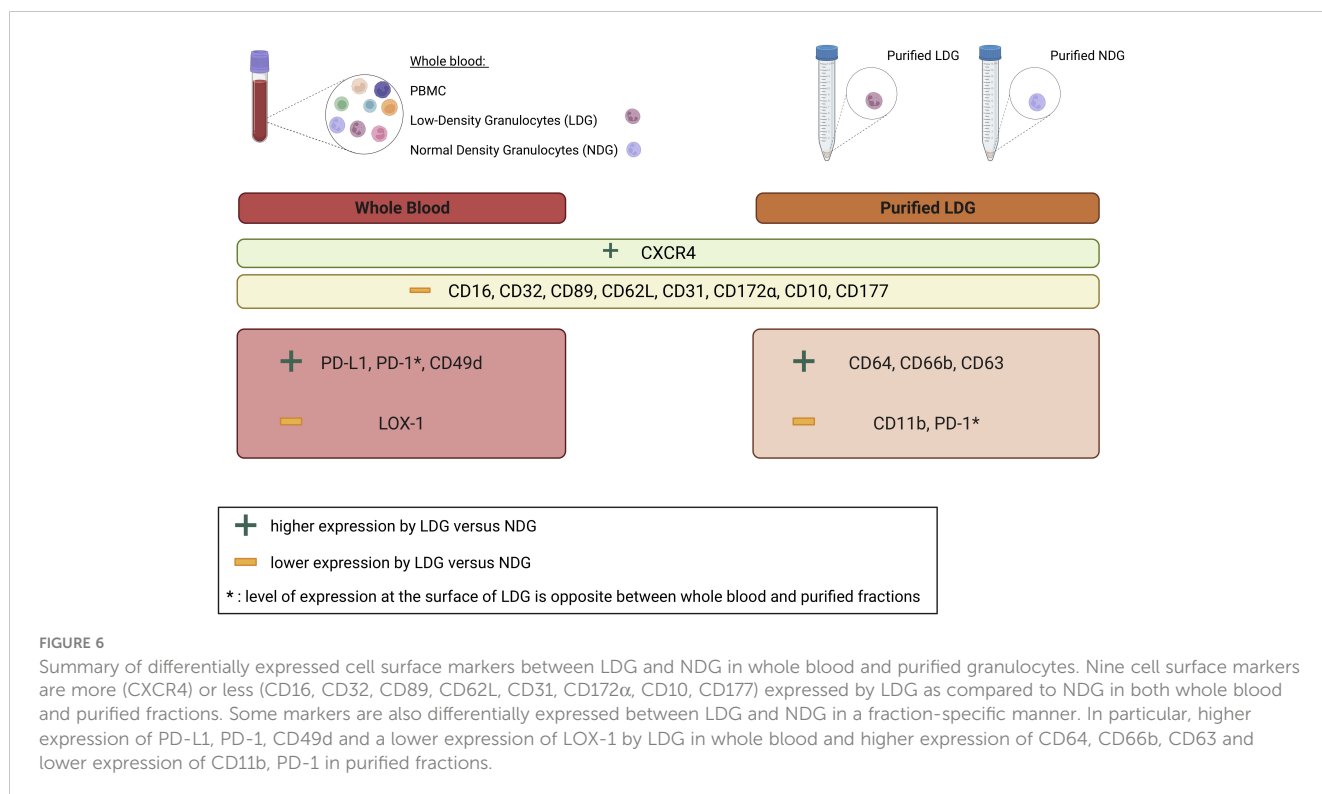 Whole blood:
PBMC
Low-Density Granulocytes (LDG)
Normal Density Granulocytes (NDG)
Purified LDG
Purified NDG
Whole Blood
Purified LDG
+ CXCR4
- CD16, CD32, CD89, CD62L, CD31, CD172α, CD10, CD177
+ PD-L1, PD-1*, CD49d
- LOX-1
+ CD64, CD66b, CD63
- CD11b, PD-1*
+ higher expression by LDG versus NDG
- lower expression by LDG versus NDG
* : level of expression at the surface of LDG is opposite between whole blood and purified fractions
FIGURE 6
Summary of differentially expressed cell surface markers between LDG and NDG in whole blood and purified granulocytes. Nine cell surface markers
are more (CXCR4) or less (CD16, CD32, CD89, CD62L, CD31, CD172α, CD10, CD177) expressed by LDG as compared to NDG in both whole blood
and purified fractions. Some markers are also differentially expressed between LDG and NDG in a fraction-specific manner. In particular, higher
expression of PD-L1, PD-1, CD49d and a lower expression of LOX-1 by LDG in whole blood and higher expression of CD64, CD66b, CD63 and
lower expression of CD11b, PD-1 in purified fractions.